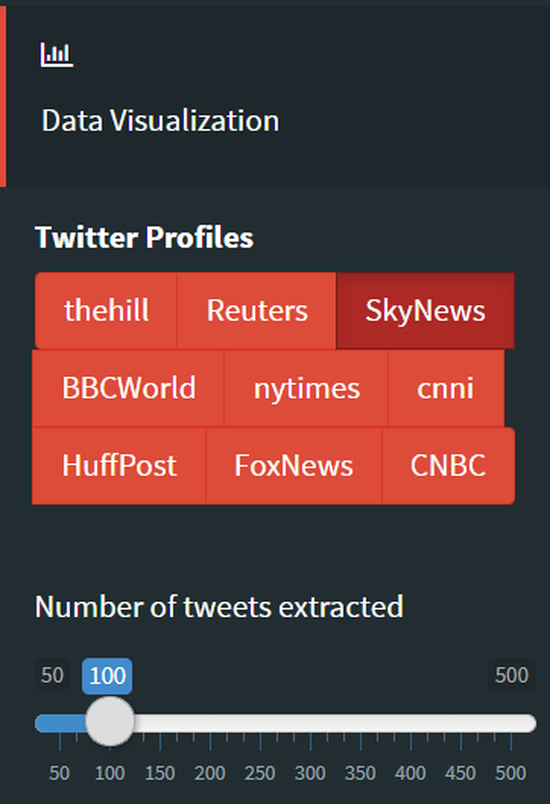 Data Visualization
Twitter Profiles
thehill Reuters SkyNews
BBCWorld nytimes cnni
HuffPost FoxNews CNBC
Number of tweets extracted
50 100 500
50 100 150 200 250 300 350 400 450 500